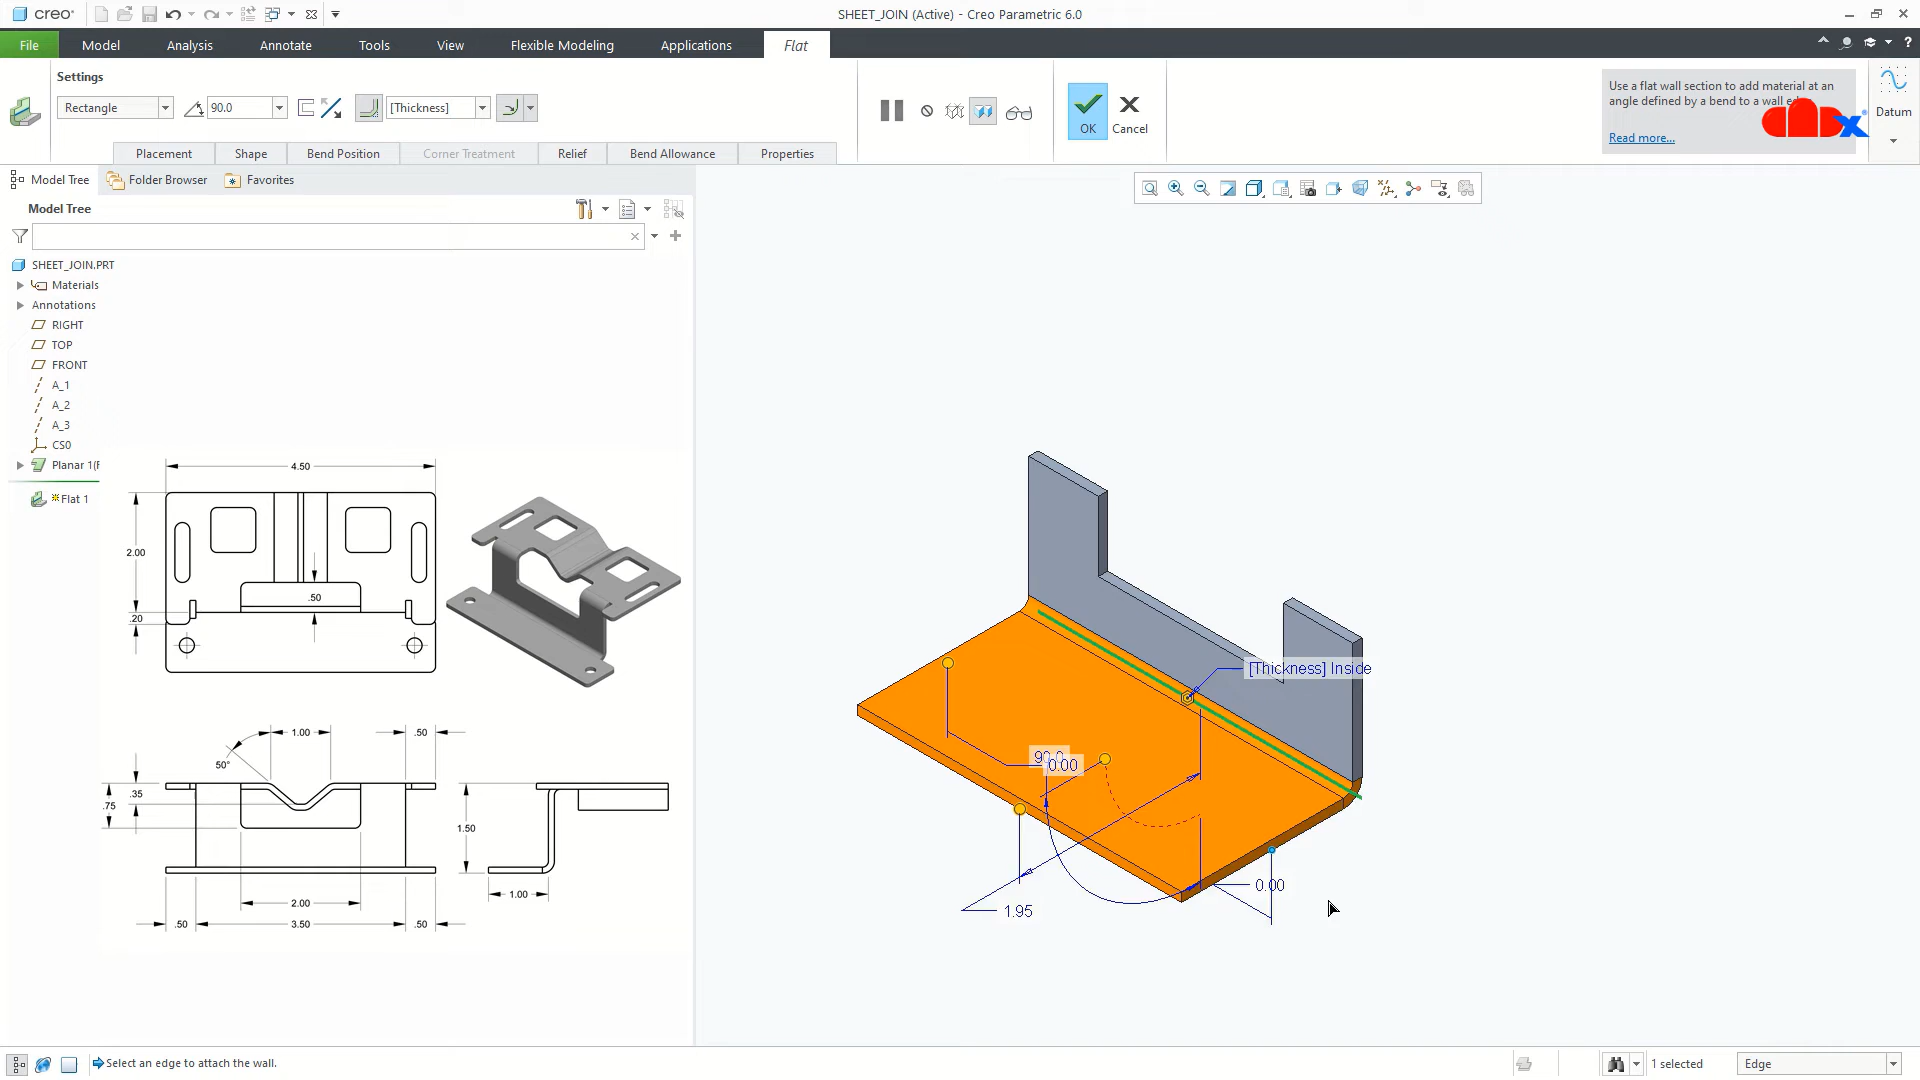 creo°
SHEET_JOIN (Active) - Creo Parametric 6.0
File
Model
Analysis
Annotate
Tools
View
Flexible Modeling
Applications
Flat
Settings
Rectangle
90.0
[Thickness]
OK
Cancel
Use a flat wall section to add material at an
angle defined by a bend to a wall
Read more...
Datum
Placement
Shape
Bend Position
Corner Treatment
Relief
Bend Allowance
Properties
Model Tree
Folder Browser
Favorites
Model Tree
SHEET_JOIN.PRT
Materials
Annotations
RIGHT
TOP
FRONT
A_1
A_2
A_3
CS0
Planar 1(F
Flat 1
4.50
2.00
.50
.20
1.00
.50
50°
.35
.75
1.50
1.00
2.00
.50
3.50
.50
[Thickness] Inside
90.0
0.00
1.95
0.00
Select an edge to attach the wall.
1 selected
Edge